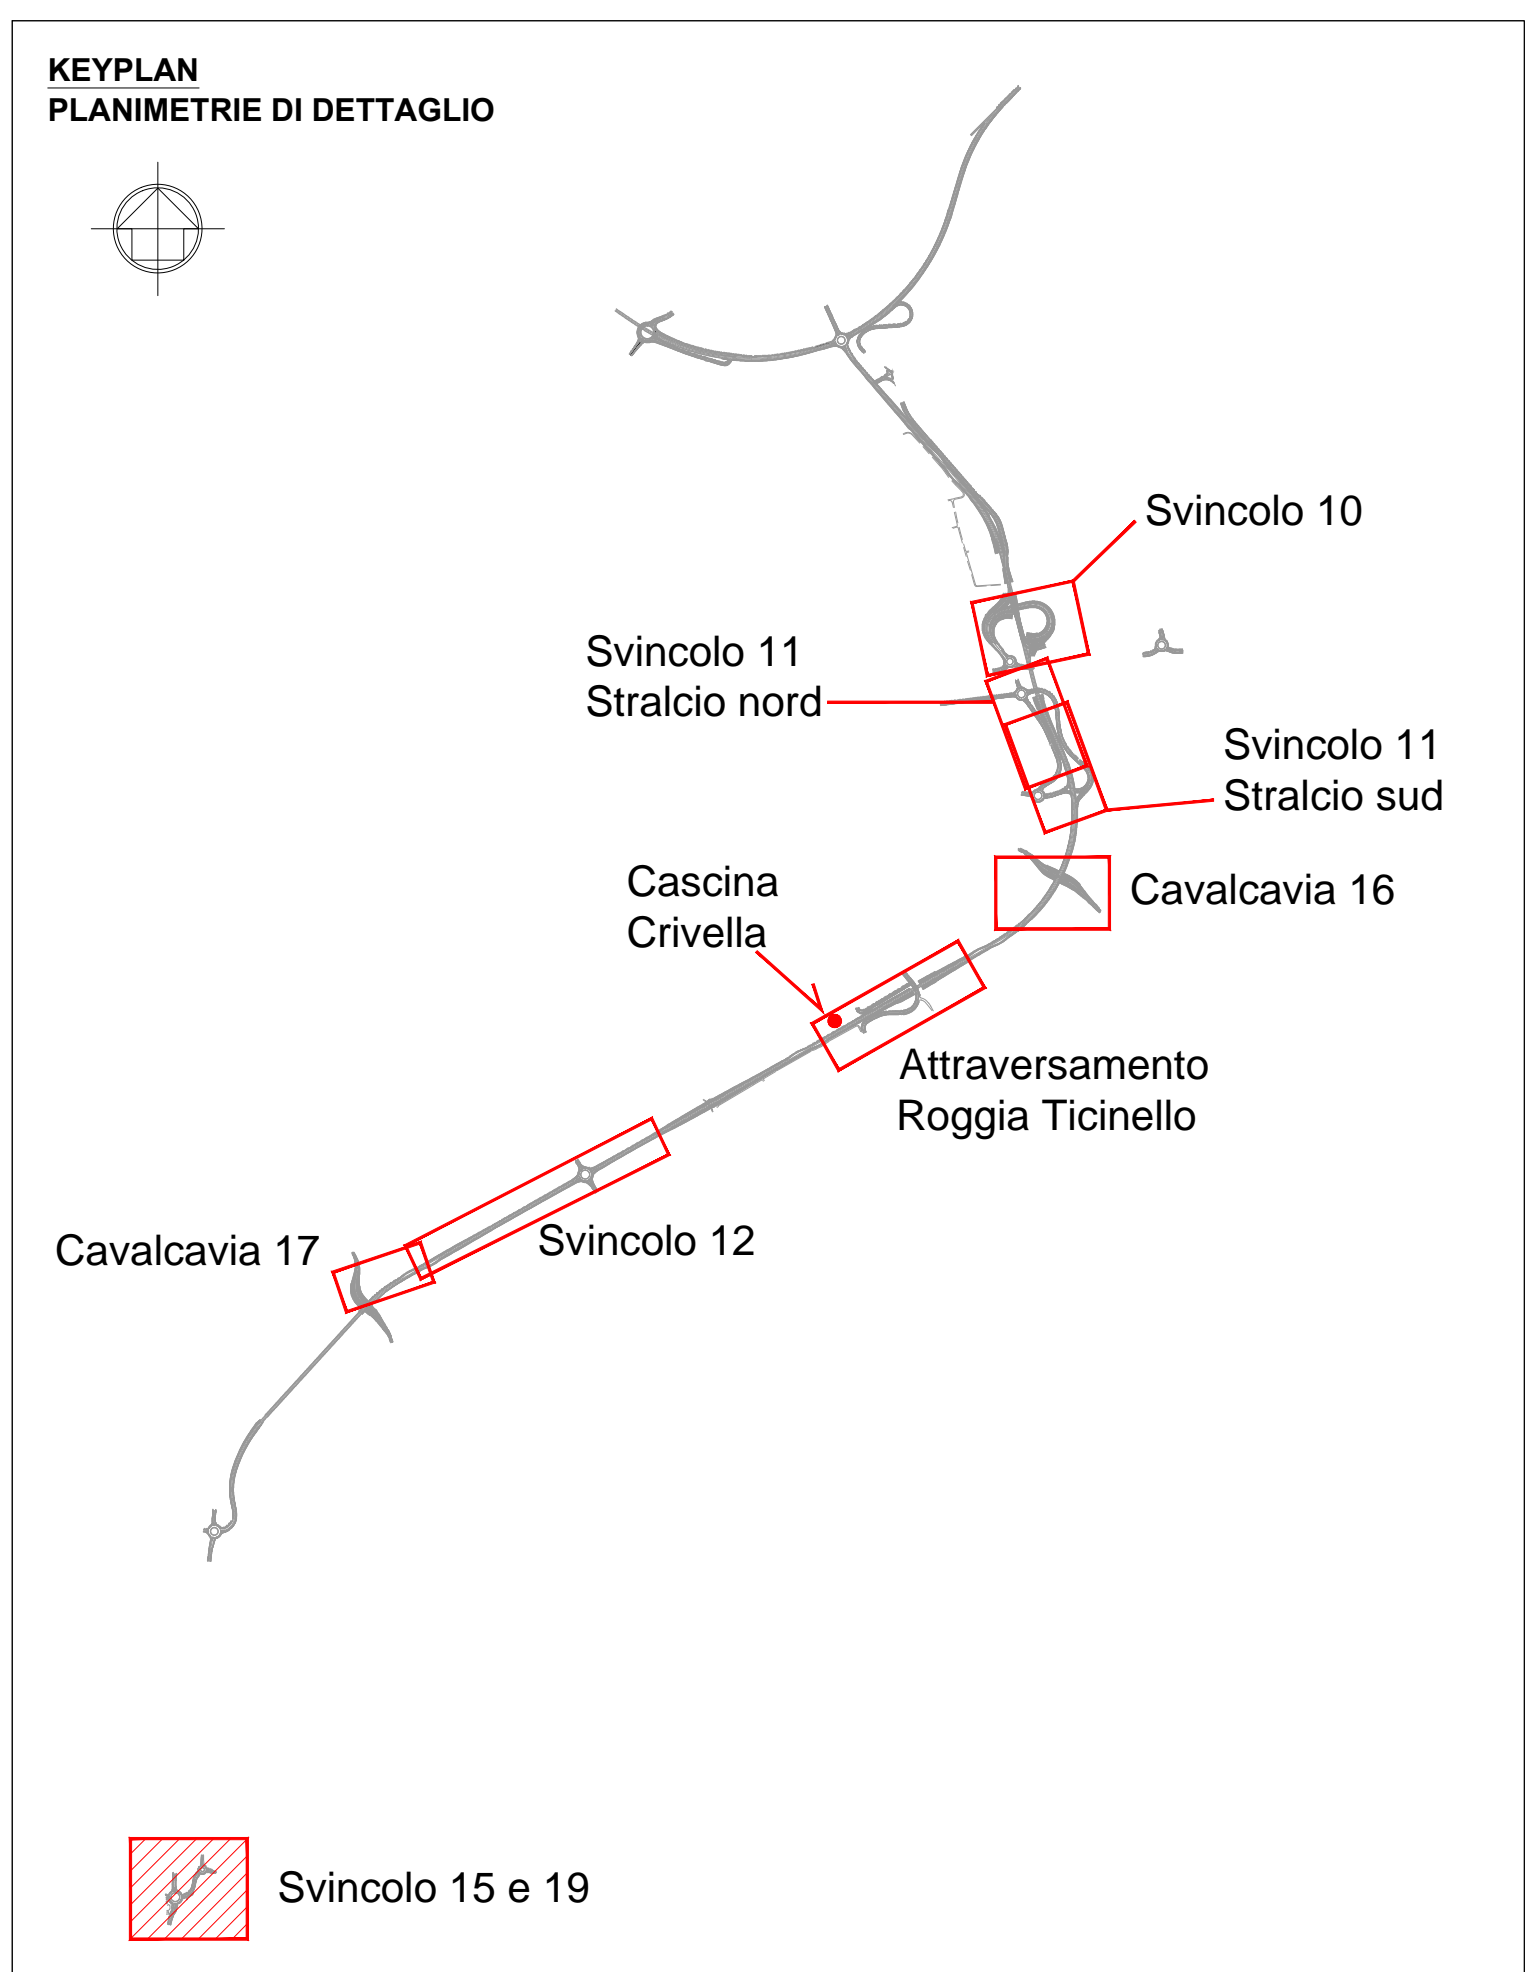 KEYPLAN
PLANIMETRIE DI DETTAGLIO
Svincolo 10
Svincolo 11
Stralcio nord
Svincolo 11
Stralcio sud
Cascina
Crivella
Cavalcavia 16
Attraversamento
Roggia Ticinello
Cavalcavia 17
Svincolo 12
Svincolo 15 e 19